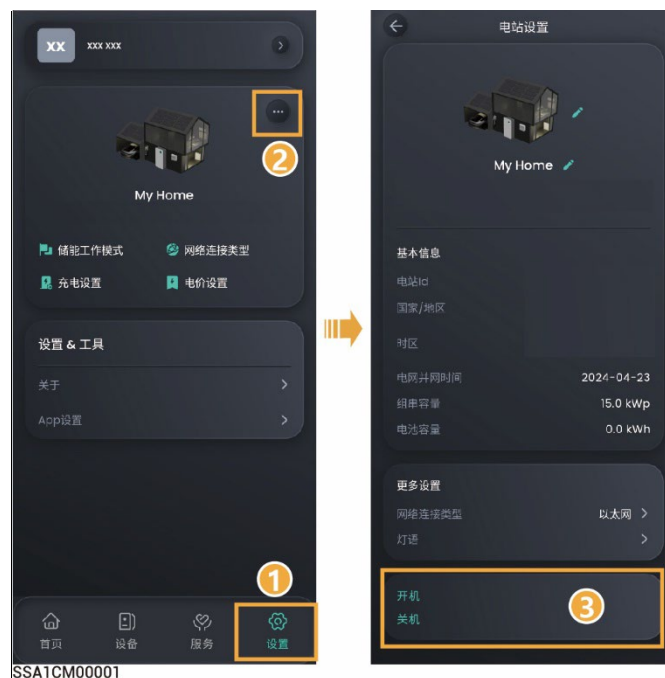 XX
xxx xxx
...
2
My Home
储能工作模式
网络连接类型
充电设置
电价设置
设置 & 工具
关于
App设置
1
首页
设备
服务
设置
SSA1CM00001
电站设置
My Home
基本信息
电站Id
国家/地区
时区
电网并网时间 2024-04-23
组串容量 15.0 kWp
电池容量 0.0 kWh
更多设置
网络连接类型 以太网
灯语
开机
关机
3